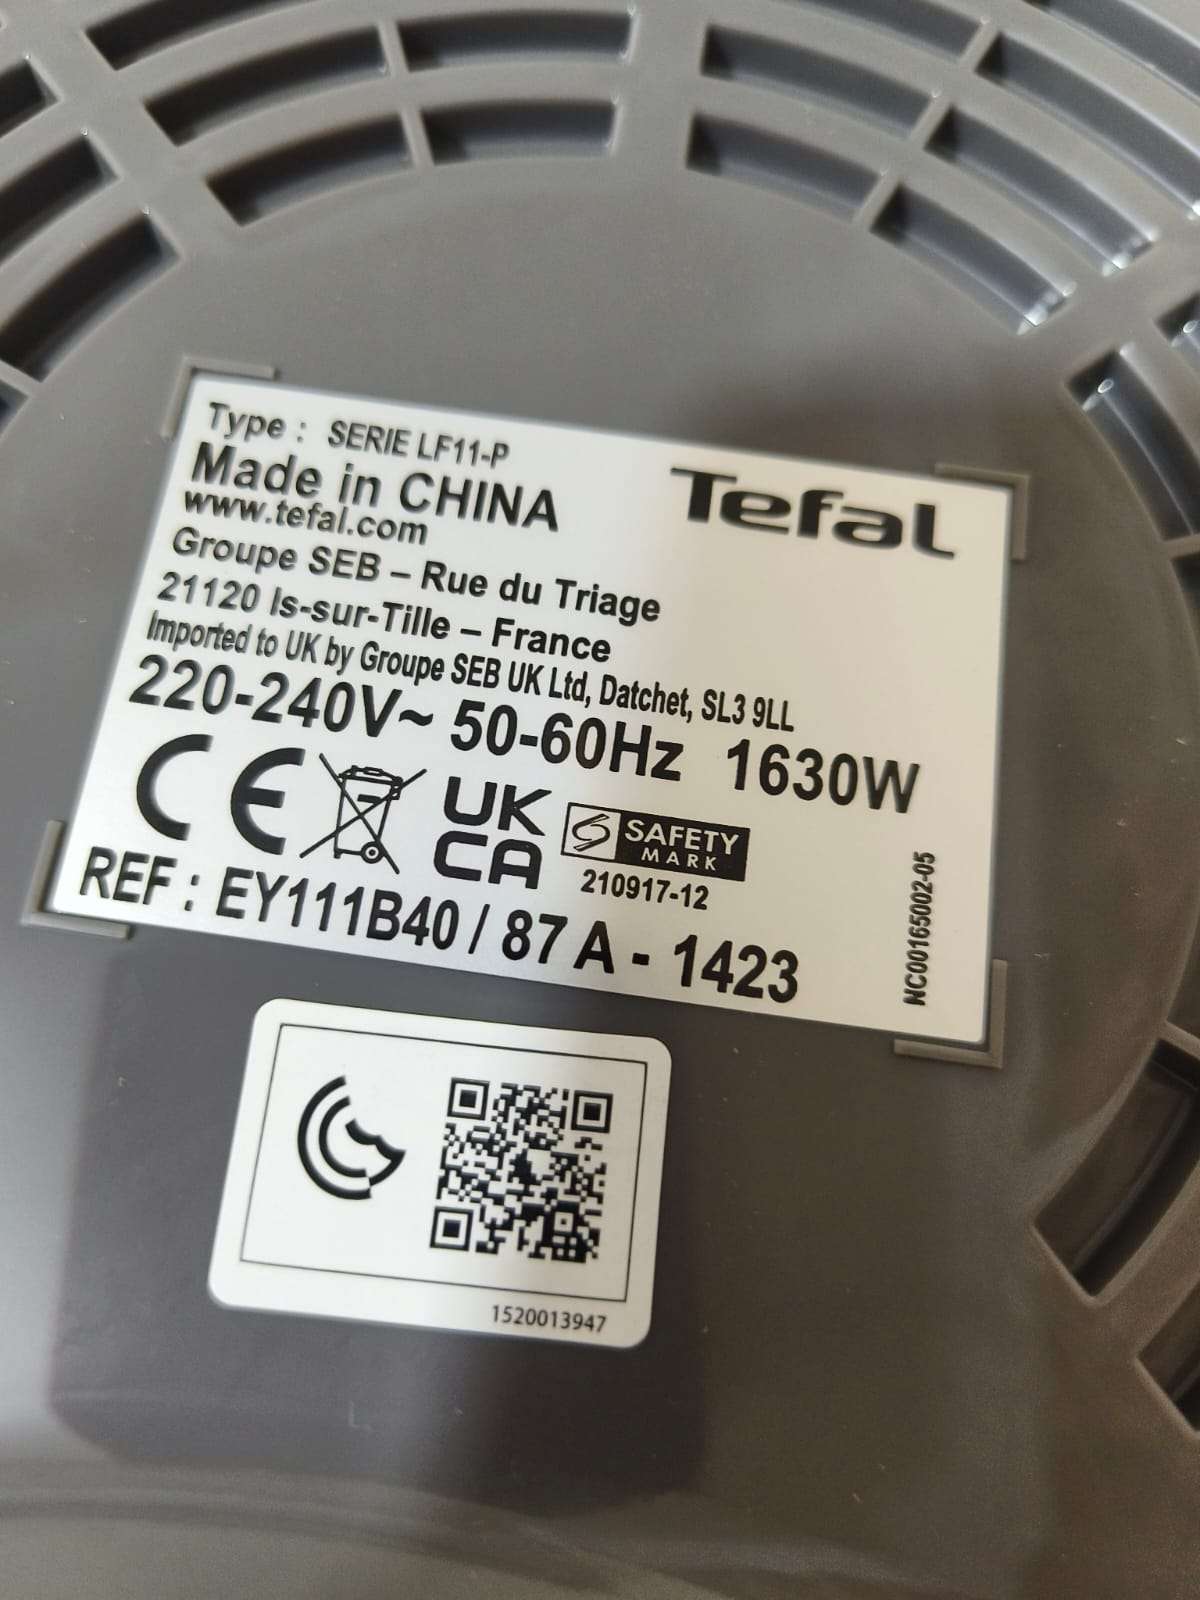 Type : SERIE LF11-P
Made in CHINA
www.tefal.com
Tefal
Groupe SEB – Rue du Triage
21120 Is-sur-Tille – France
Imported to UK by Groupe SEB UK Ltd, Datchet, SL3 9LL
220-240V~ 50-60Hz 1630W
CE
UK
CA
SAFETY
MARK
210917-12
REF : EY111B40 / 87 A - 1423
NC00165002-05
1520013947